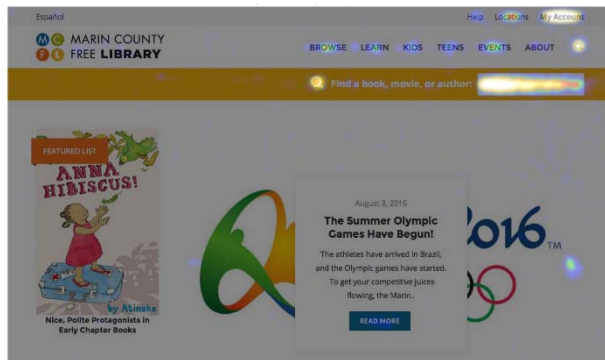 Español
Help Locations My Account
MARIN COUNTY
FREE LIBRARY
BROWSE LEARN KIDS TEENS EVENTS ABOUT
Find a book, movie, or author:
FEATURED LIST
ANNA
HIBISCUS!
by Atinuke
Nice, Polite Protagonists in
Early Chapter Books
August 8, 2016
The Summer Olympic
Games Have Begun!
The athletes have arrived in Brazil,
and the Olympic games have started.
To get your competitive juices
flowing, the Marin..
READ MORE
2016 TM